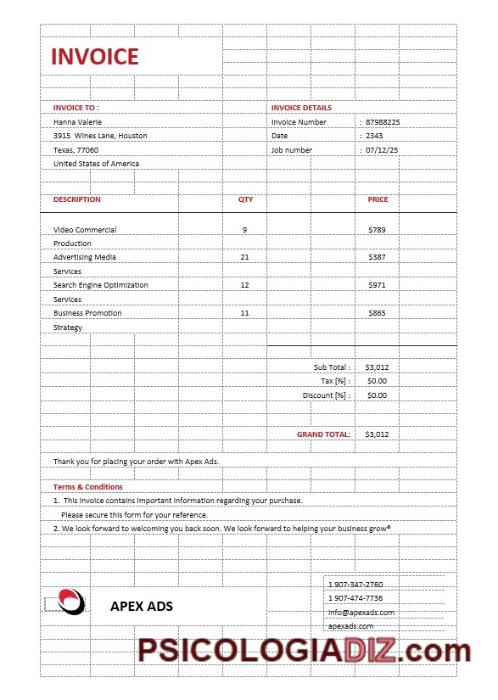 INVOICE
INVOICE TO :
INVOICE DETAILS
Hanna Valerie
Invoice Number : 87988225
3915 Wines Lane, Houston
Date : 2343
Texas, 77060
Job number : 07/12/25
United States of America
DESCRIPTION QTY PRICE
Video Commercial 9 $789
Production
Advertising Media 21 $387
Services
Search Engine Optimization 12 $971
Services
Business Promotion 11 $865
Strategy
Sub Total : $3,012
Tax [%] : $0.00
Discount [%] : $0.00
GRAND TOTAL: $3,012
Thank you for placing your order with Apex Ads.
Terms & Conditions
1. This invoice contains important information regarding your purchase.
Please secure this form for your reference.
2. We look forward to welcoming you back soon. We look forward to helping your business grow®
1 907-347-2760
1 907-474-7736
APEX ADS
info@apexads.com
apexads.com
PSICOLOGIADIZ.com